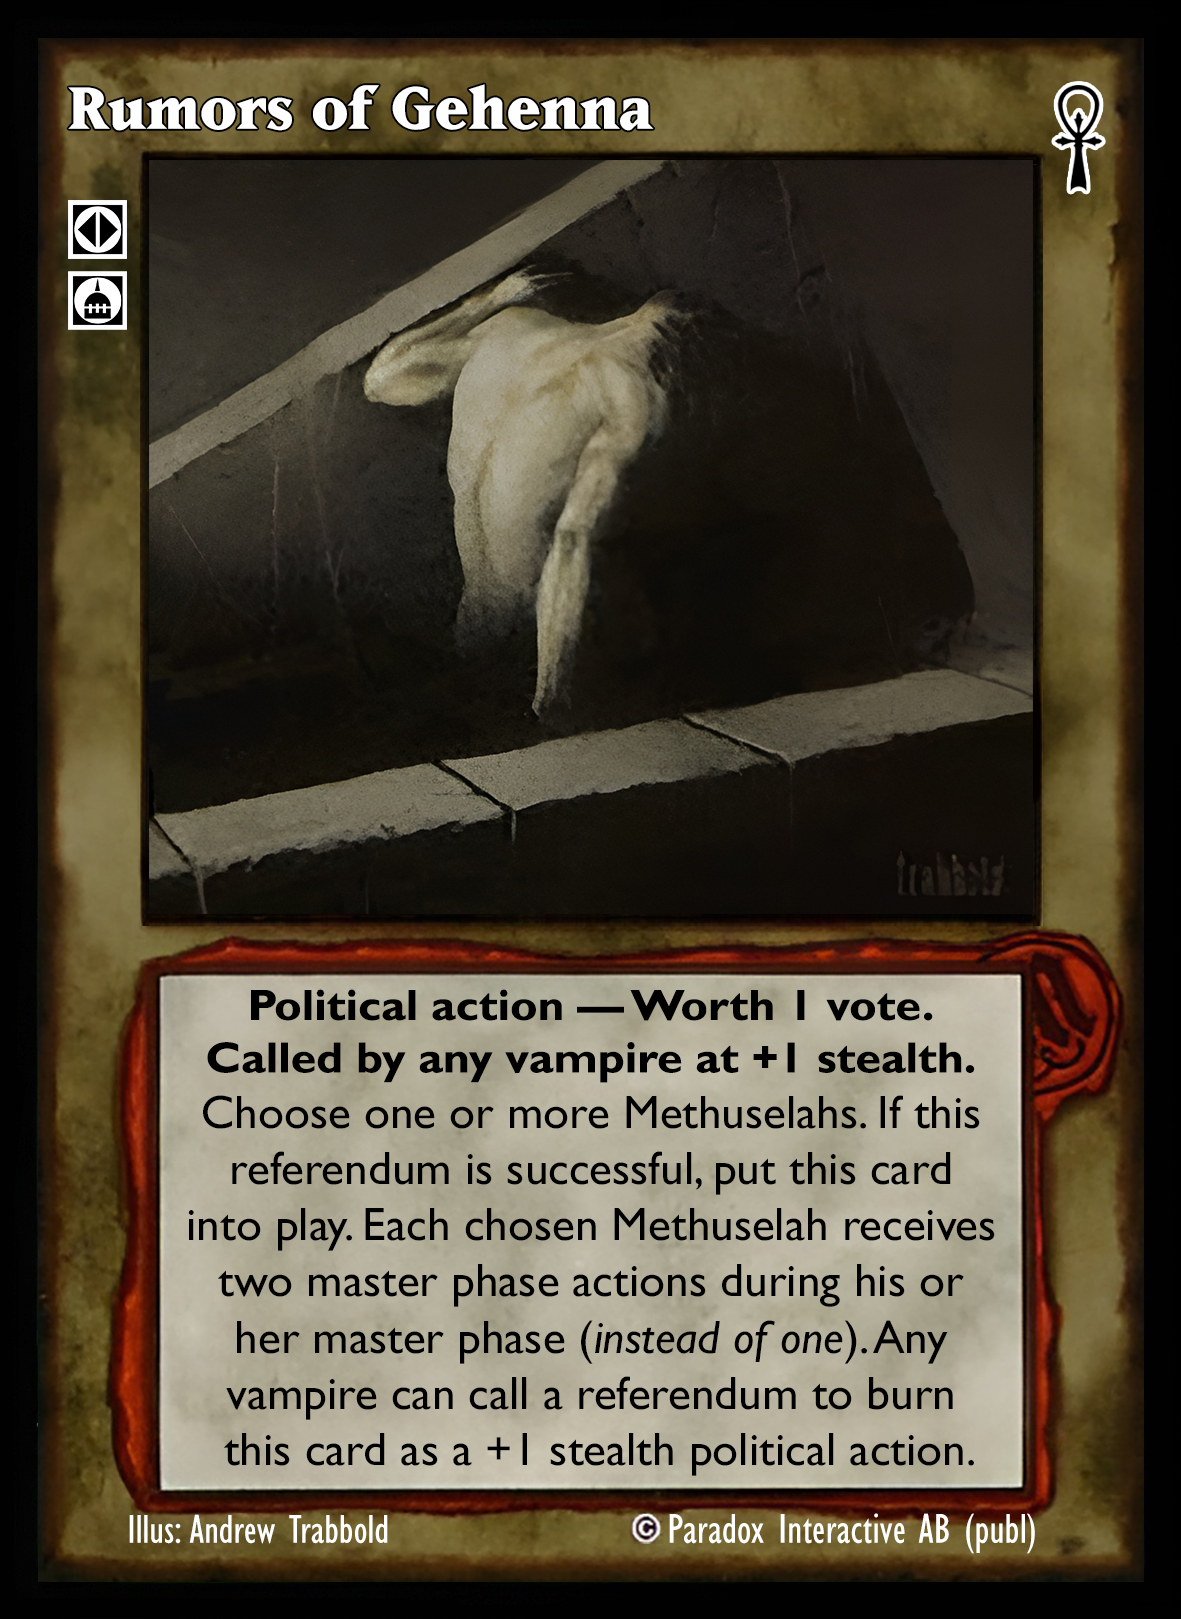 Rumors of Gehenna
trabbold
Political action — Worth 1 vote.
Called by any vampire at +1 stealth.
Choose one or more Methuselahs. If this
referendum is successful, put this card
into play. Each chosen Methuselah receives
two master phase actions during his or
her master phase (instead of one). Any
vampire can call a referendum to burn
this card as a +1 stealth political action.
Illus: Andrew Trabbold
© Paradox Interactive AB (publ)